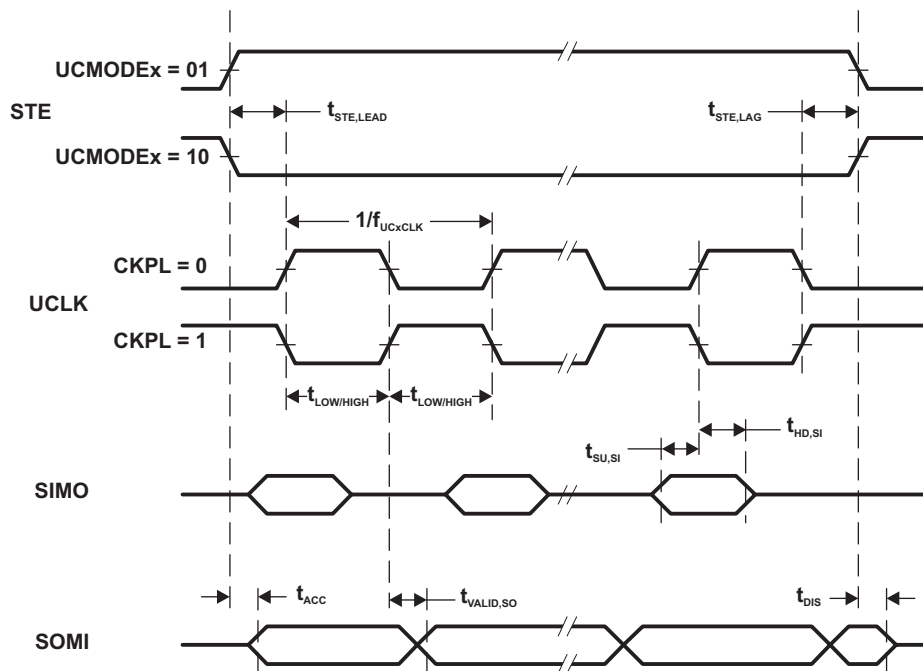 UCMODEx = 01
STE
tSTE,LEAD
tSTE,LAG
UCMODEx = 10
1/fUCxCLK
CKPL = 0
UCLK
CKPL = 1
tLOW/HIGH
tLOW/HIGH
tHD,SI
tSU,SI
SIMO
tACC
tVALID,SO
tDIS
SOMI